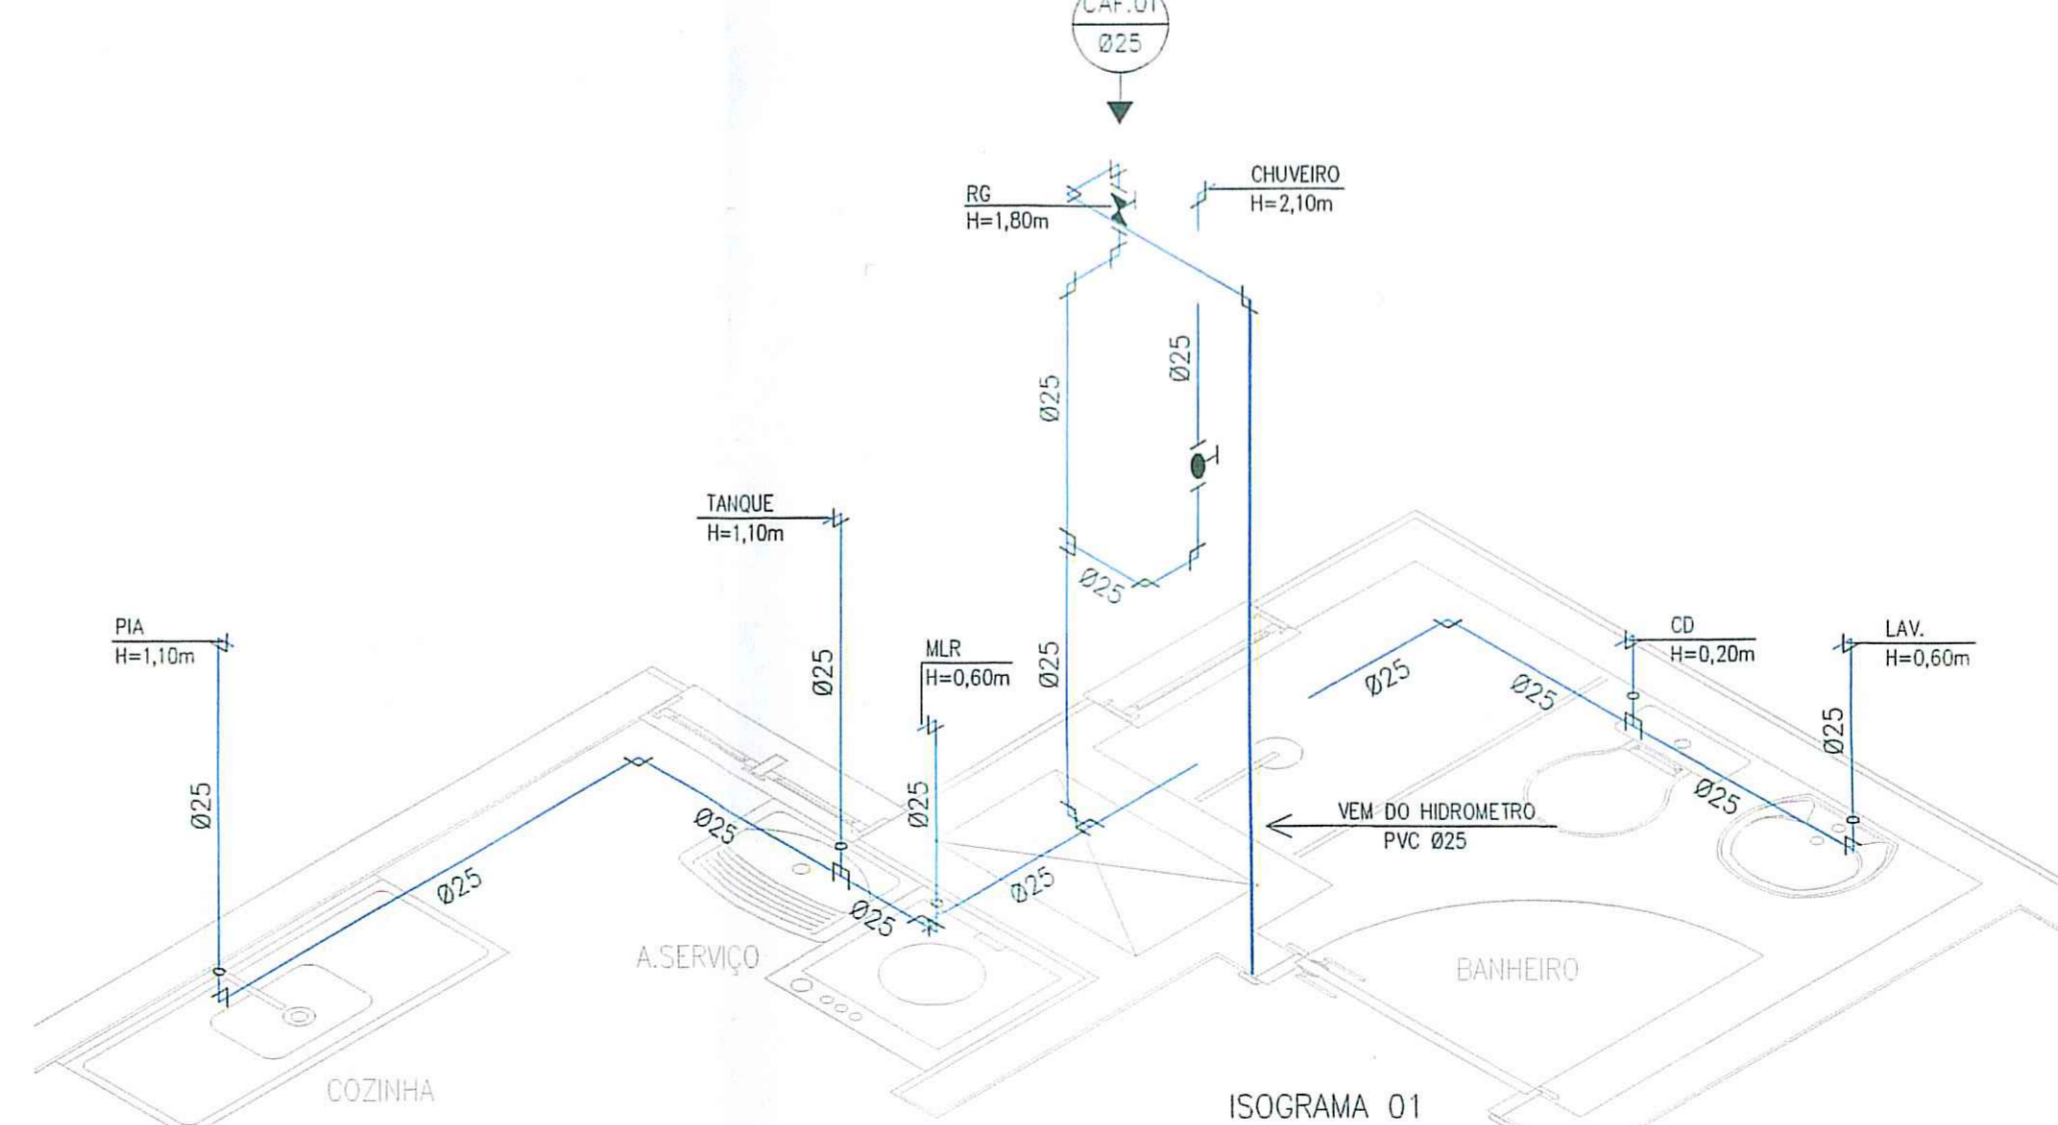 CAF.01
Ø25
RG
H=1,80m
CHUVEIRO
H=2,10m
Ø25
Ø25
TANQUE
H=1,10m
Ø25
PIA
H=1,10m
MLR
H=0,60m
CD
H=0,20m
LAV.
H=0,60m
Ø25
Ø25
Ø25
Ø25
Ø25
Ø25
Ø25
Ø25
Ø25
VEM DO HIDROMETRO
PVC Ø25
Ø25
Ø25
Ø25
Ø25
A.SERVIÇO
BANHEIRO
COZINHA
ISOGRAMA 01